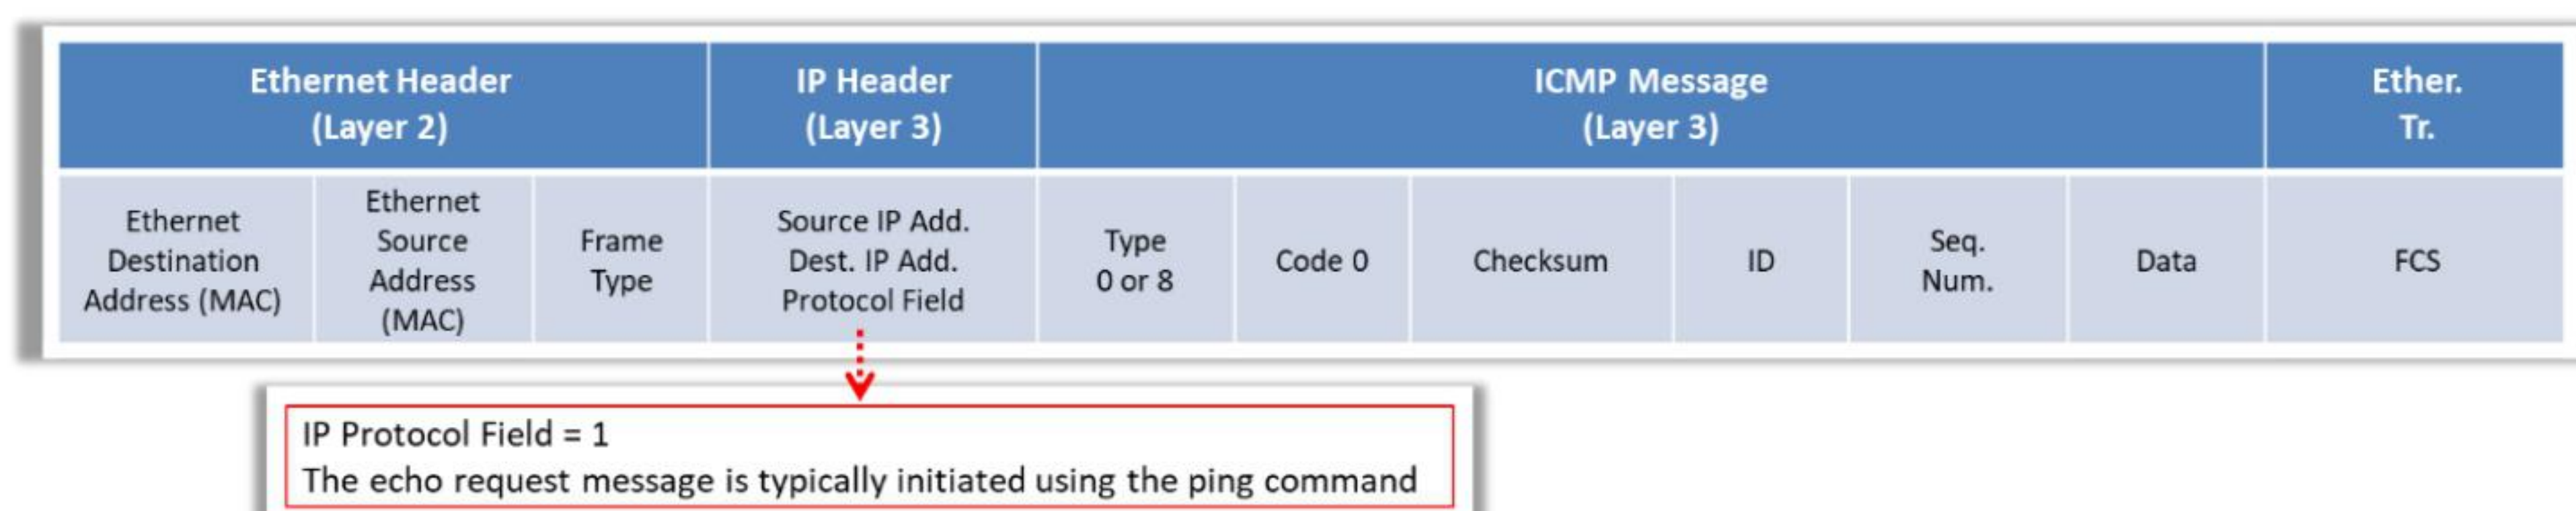 Ethernet Header
(Layer 2)
IP Header
(Layer 3)
ICMP Message
(Layer 3)
Ether.
Tr.
Ethernet
Destination
Address (MAC)
Ethernet
Source
Address
(MAC)
Frame
Type
Source IP Add.
Dest. IP Add.
Protocol Field
Type
0 or 8
Code 0
Checksum
ID
Seq.
Num.
Data
FCS
IP Protocol Field = 1
The echo request message is typically initiated using the ping command